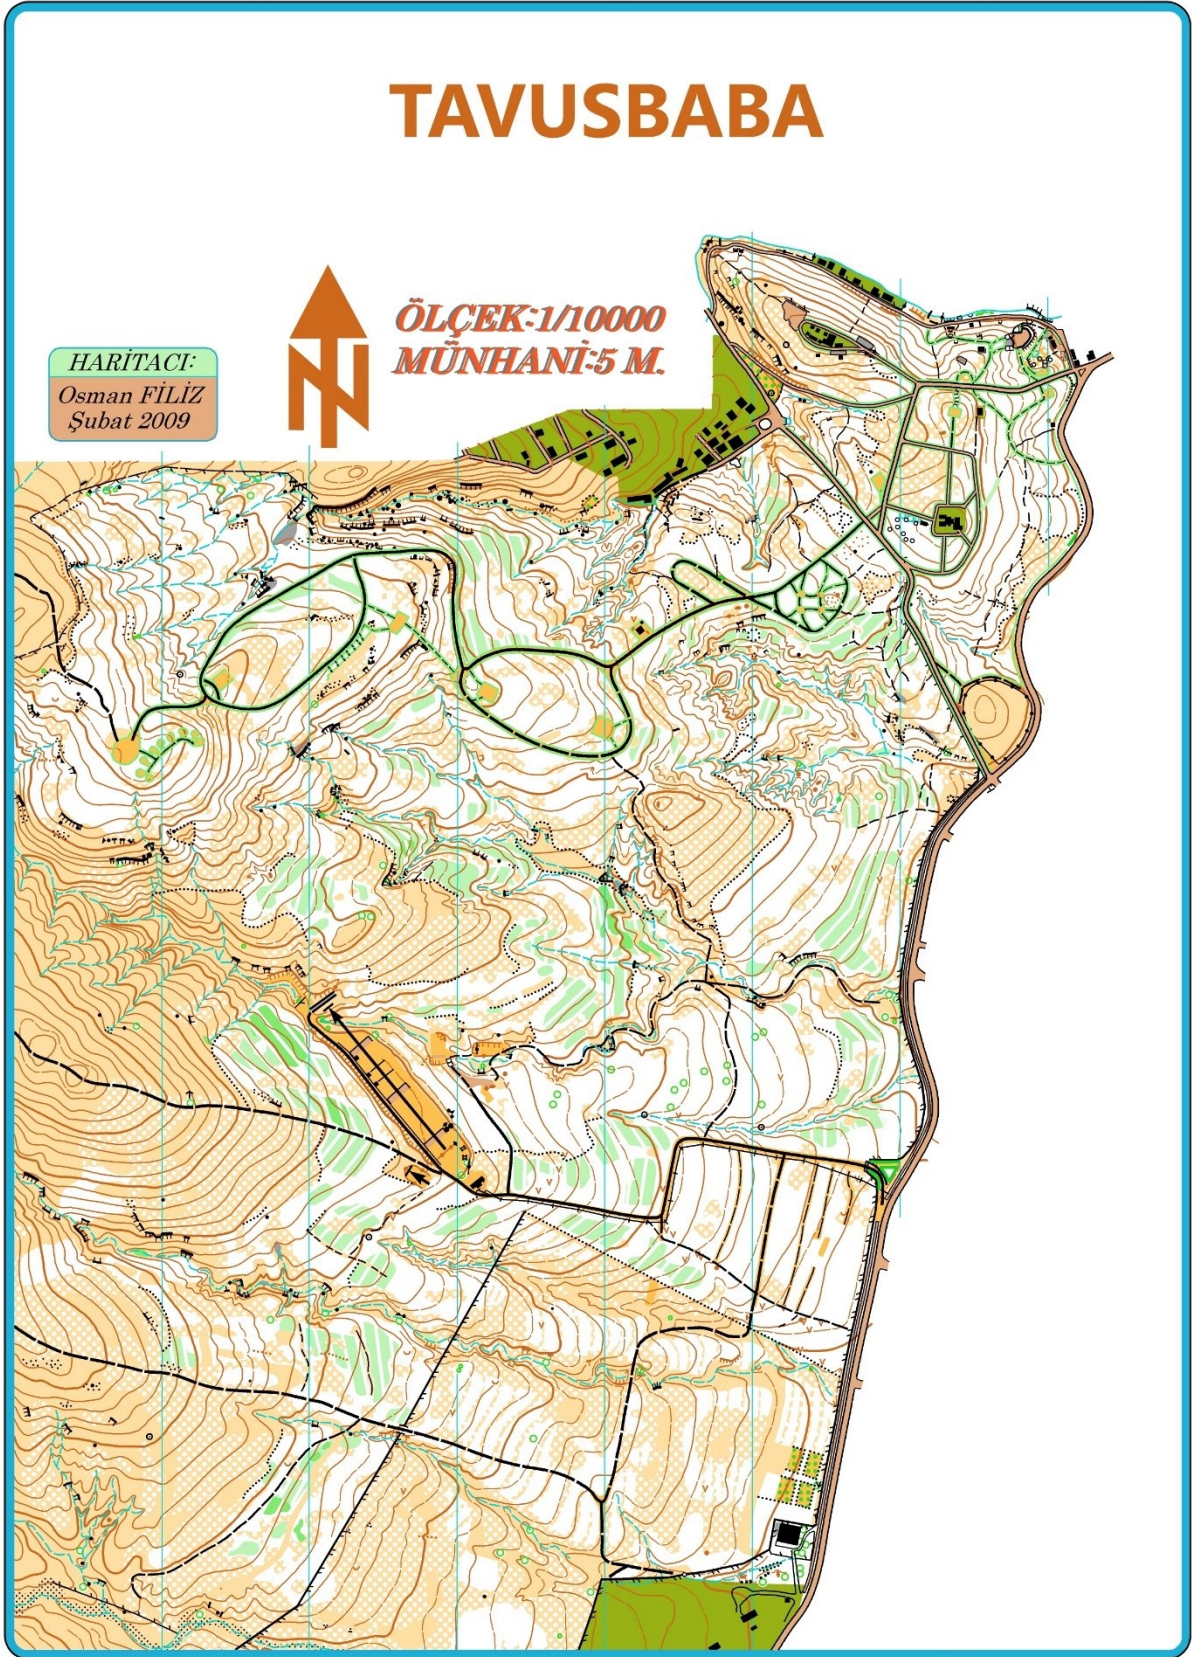 TAVUSBABA
ÖLÇEK:1/10000
MÜNHANİ:5 M.
HARİTACI:
Osman FİLİZ
Şubat 2009
N